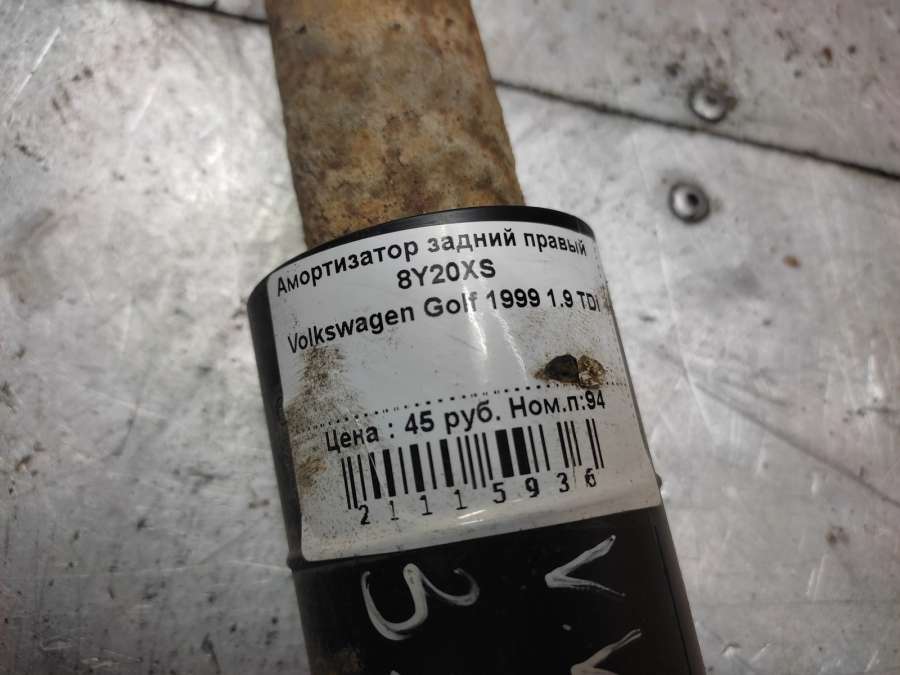 Амортизатор задний правый
8Y20XS
Volkswagen Golf 1999 1.9 TDi
Цена : 45 руб. Ном.п:94
21115936